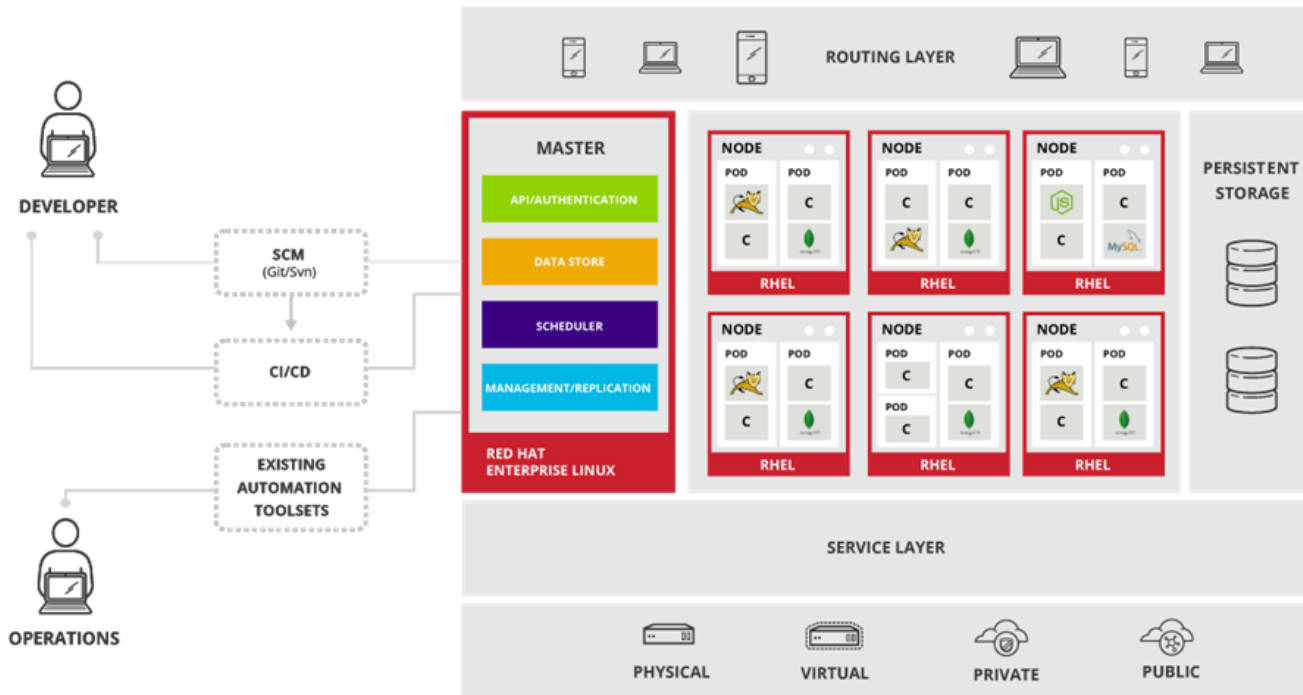 ROUTING LAYER
DEVELOPER
SCM
(Git/Svn)
CI/CD
EXISTING
AUTOMATION
TOOLSETS
OPERATIONS
MASTER
API/AUTHENTICATION
DATA STORE
SCHEDULER
MANAGEMENT/REPLICATION
RED HAT
ENTERPRISE LINUX
NODE
POD
POD
C
C
RHEL
NODE
POD
POD
C
C
RHEL
NODE
POD
POD
JS
C
C
MySQL
RHEL
NODE
POD
POD
C
C
RHEL
NODE
POD
C
POD
C
POD
C
RHEL
NODE
POD
POD
C
C
RHEL
PERSISTENT
STORAGE
SERVICE LAYER
PHYSICAL
VIRTUAL
PRIVATE
PUBLIC